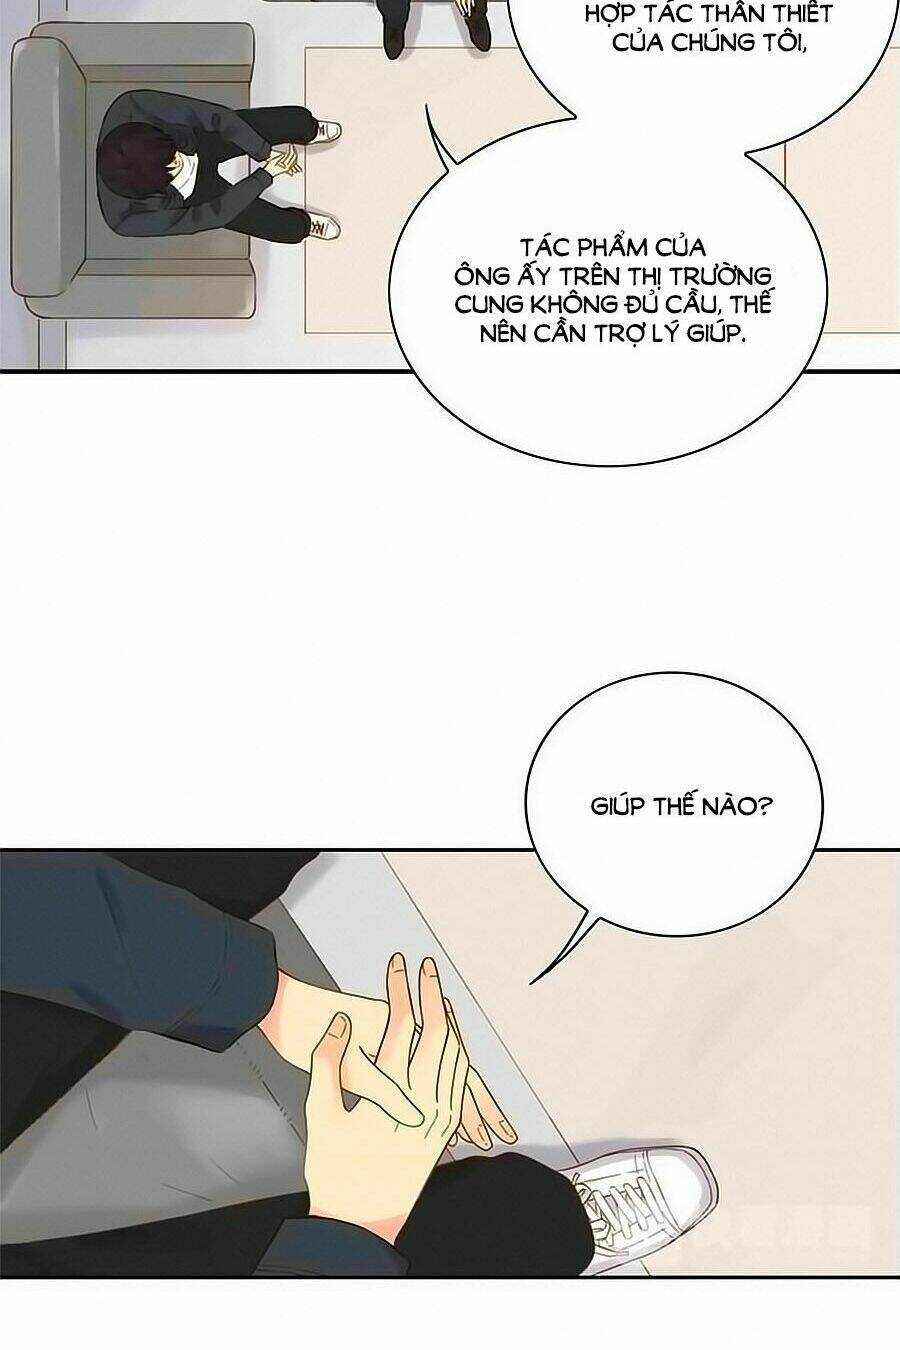 HỢP TÁC THÂN THIẾT
CỦA CHÚNG TÔI,
TÁC PHẨM CỦA
ÔNG ẤY TRÊN THỊ TRƯỜNG
CUNG KHÔNG ĐỦ CẦU, THẾ
NÊN CẦN TRỢ LÝ GIÚP.
GIÚP THẾ NÀO?